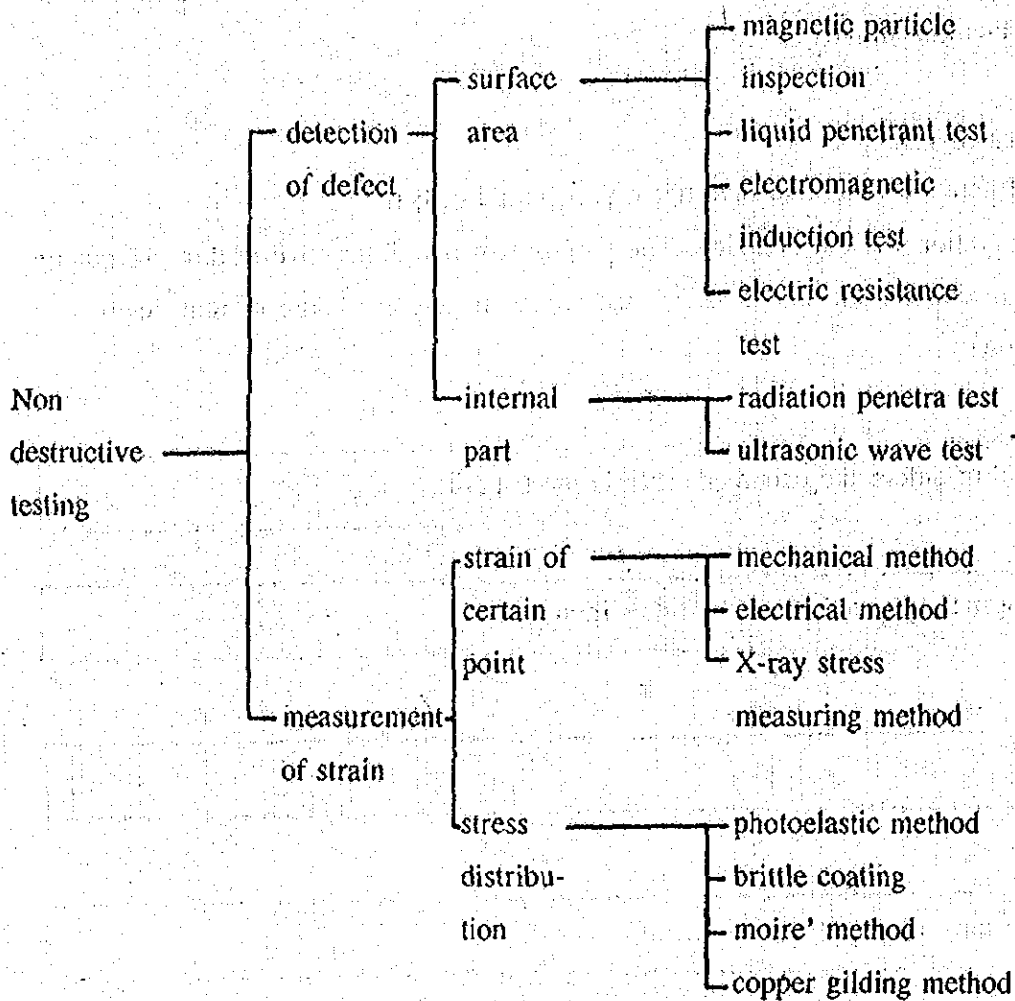 Non
destructive
testing
detection
of defect
surface
area
magnetic particle
inspection
liquid penetrant test
electromagnetic
induction test
electric resistance
test
internal
part
radiation penetra test
ultrasonic wave test
measurement
of strain
strain of
certain
point
mechanical method
electrical method
X-ray stress
measuring method
stress
distribu-
tion
photoelastic method
brittle coating
moire' method
copper gilding method